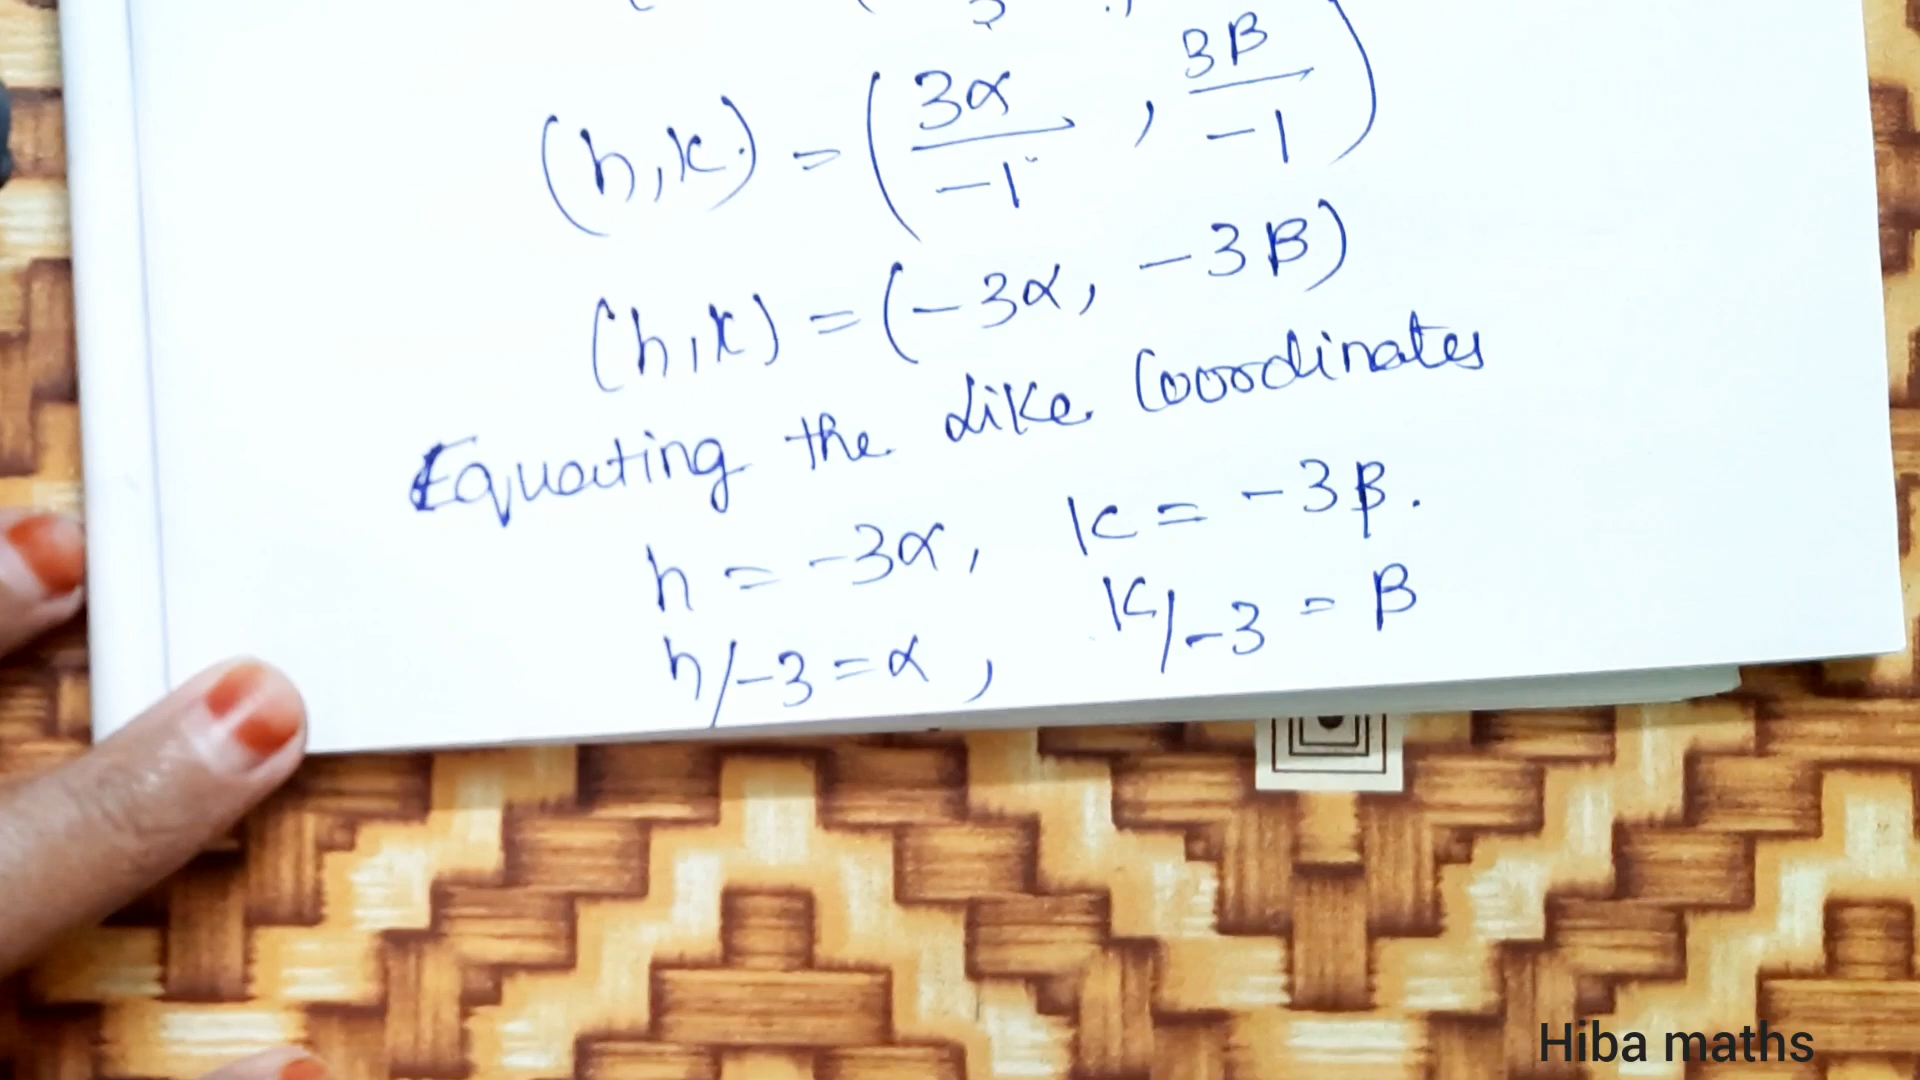 (h,k) = (3α/-1, 3β/-1)
(h,k) = (-3α, -3β)
Equating the like Coordinates
h = -3α, k = -3β.
h/-3 = α, k/-3 = β
Hiba maths